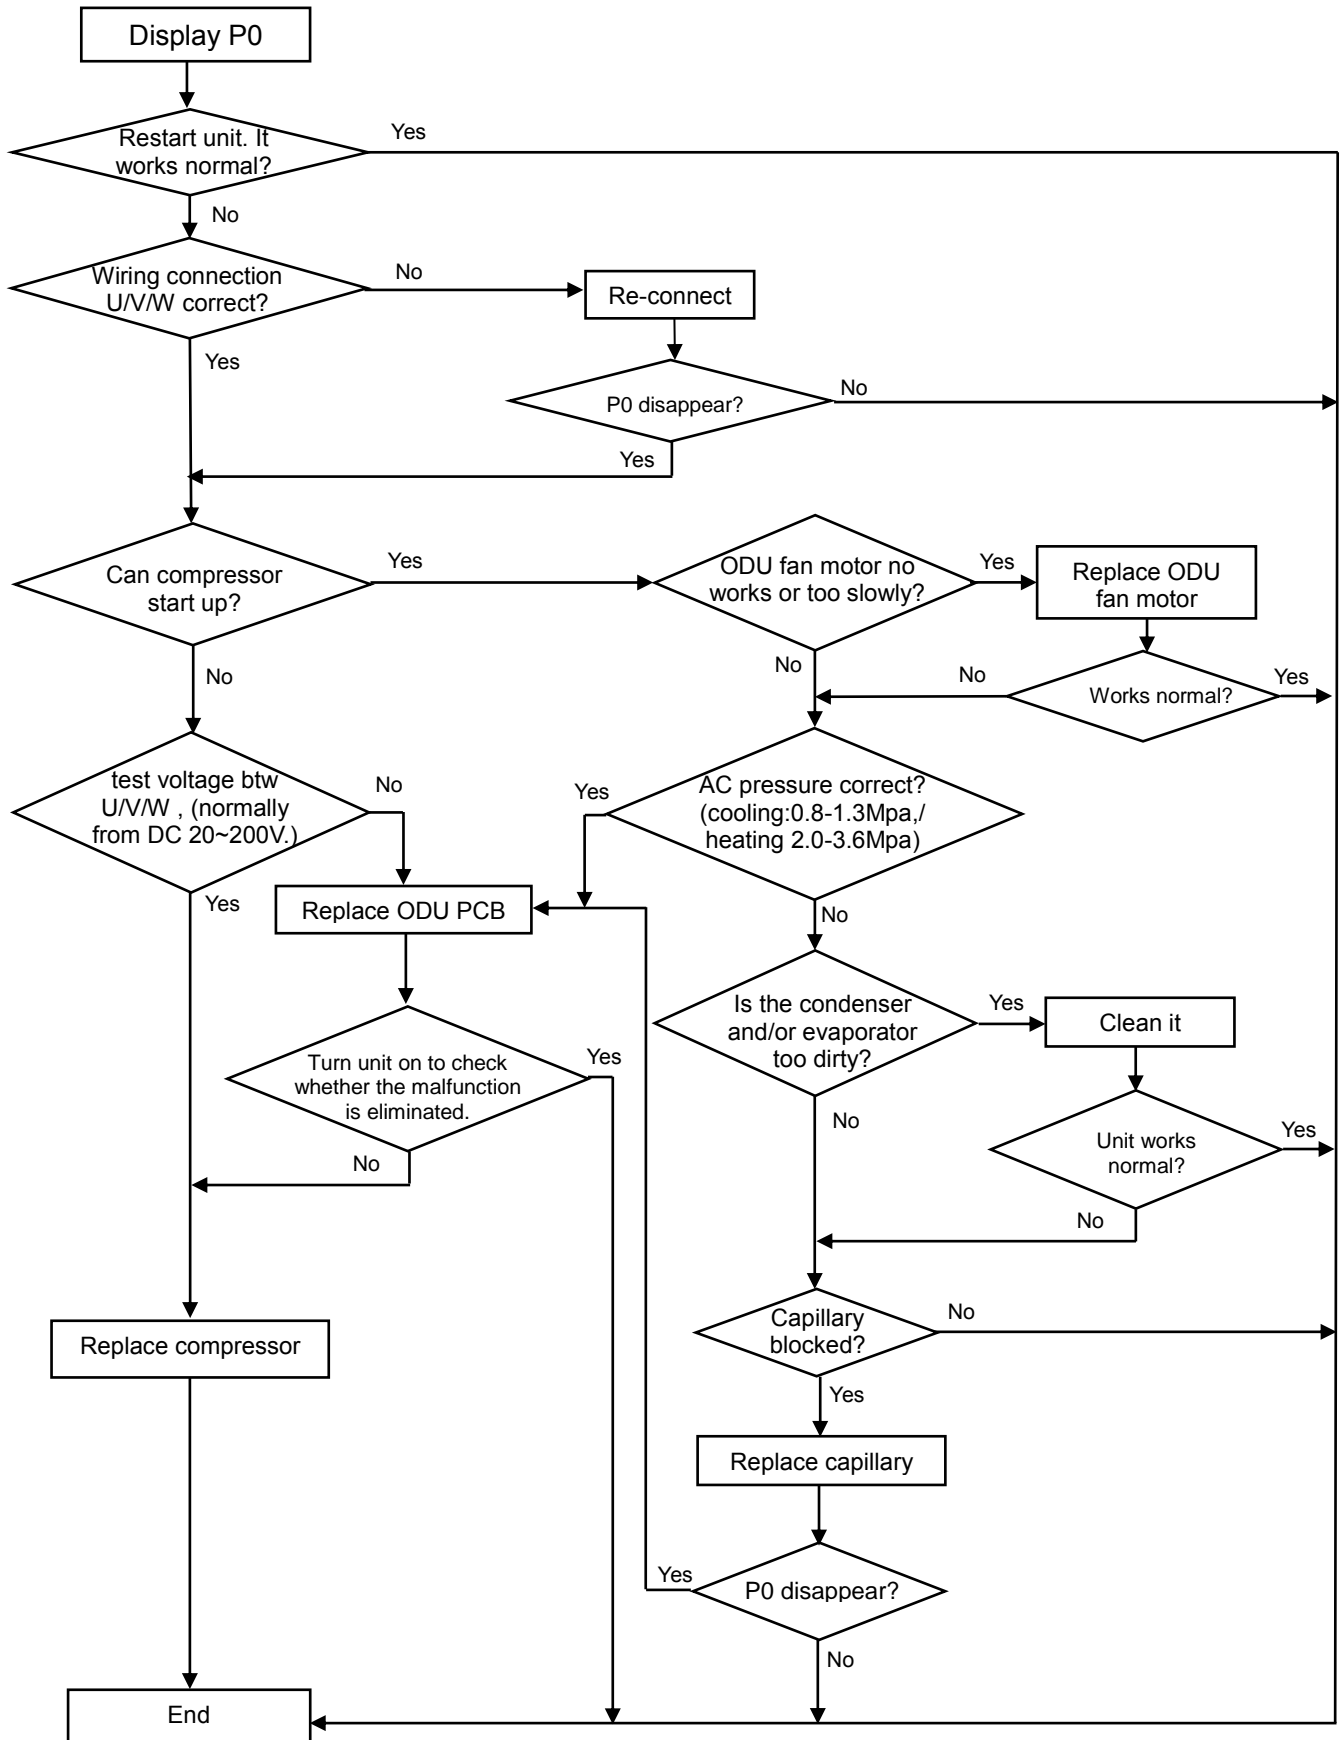 Display P0
Restart unit. It
works normal?
Yes
No
Wiring connection
U/V/W correct?
No
Re-connect
Yes
P0 disappear?
No
Yes
Can compressor
start up?
Yes
ODU fan motor no
works or too slowly?
Yes
Replace ODU
fan motor
No
No
No
Works normal?
Yes
test voltage btw
U/V/W , (normally
from DC 20~200V.)
No
Yes
AC pressure correct?
(cooling:0.8-1.3Mpa,/
heating 2.0-3.6Mpa)
Yes
Replace ODU PCB
No
Is the condenser
and/or evaporator
too dirty?
Yes
Clean it
Turn unit on to check
whether the malfunction
is eliminated.
Yes
No
No
Unit works
normal?
Yes
No
Replace compressor
Capillary
blocked?
No
Yes
Replace capillary
Yes
P0 disappear?
No
End